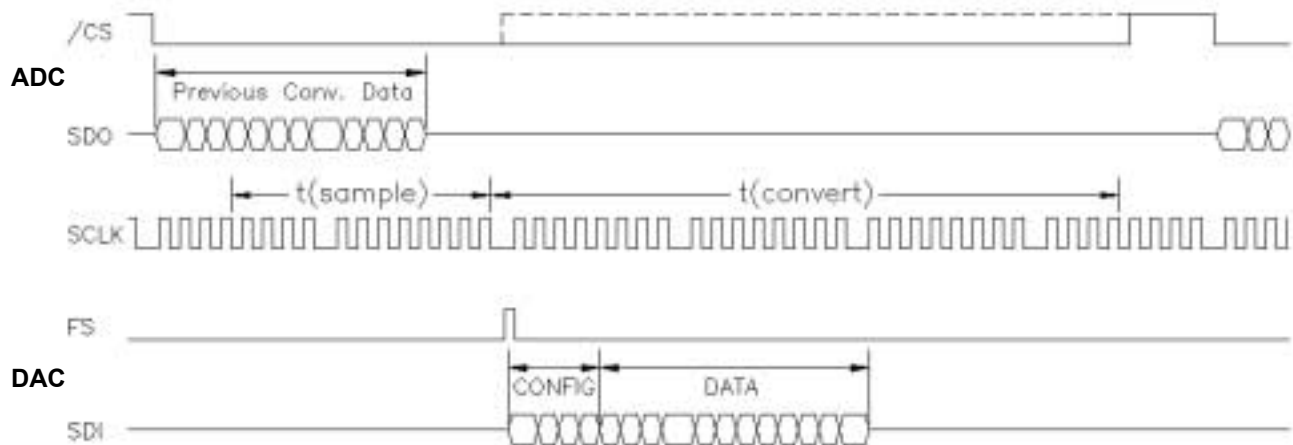 /CS
ADC
Previous Conv. Data
SDO
t(sample) t(convert)
SCLK
FS
DAC
CONFIG DATA
SDI